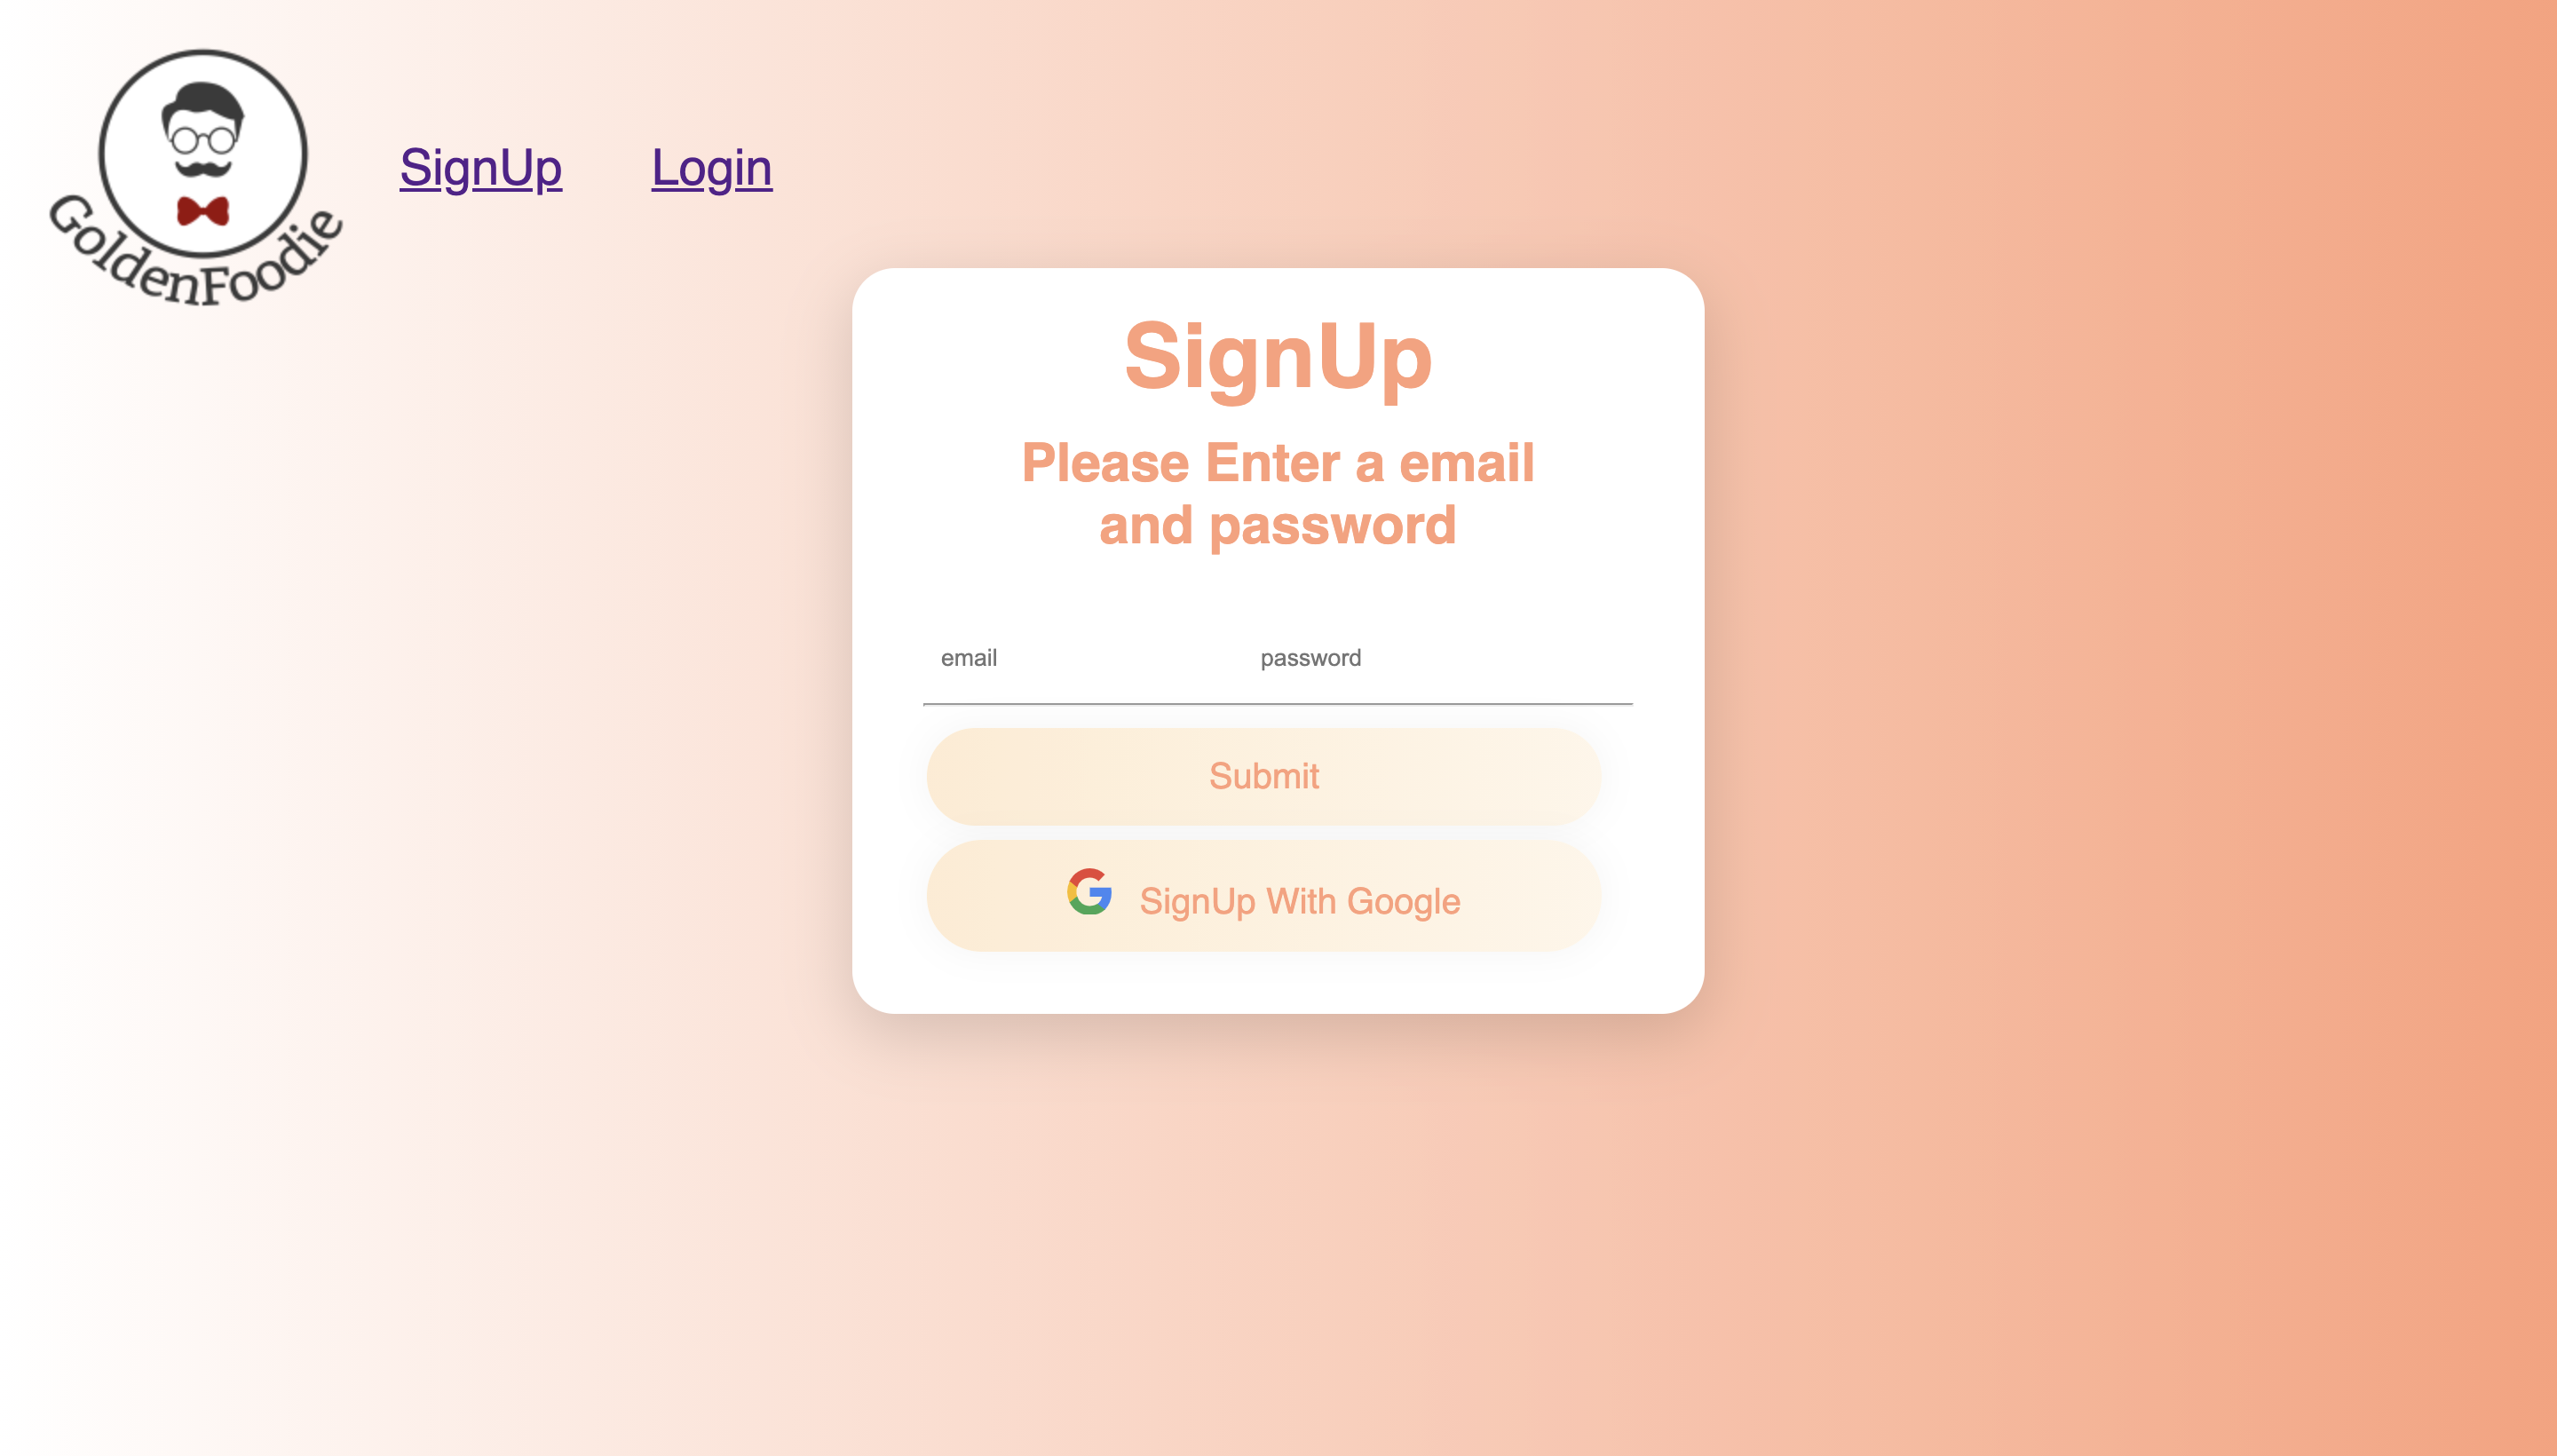 GoldenFoodie
SignUp Login
SignUp
Please Enter a email
and password
email password
Submit
SignUp With Google